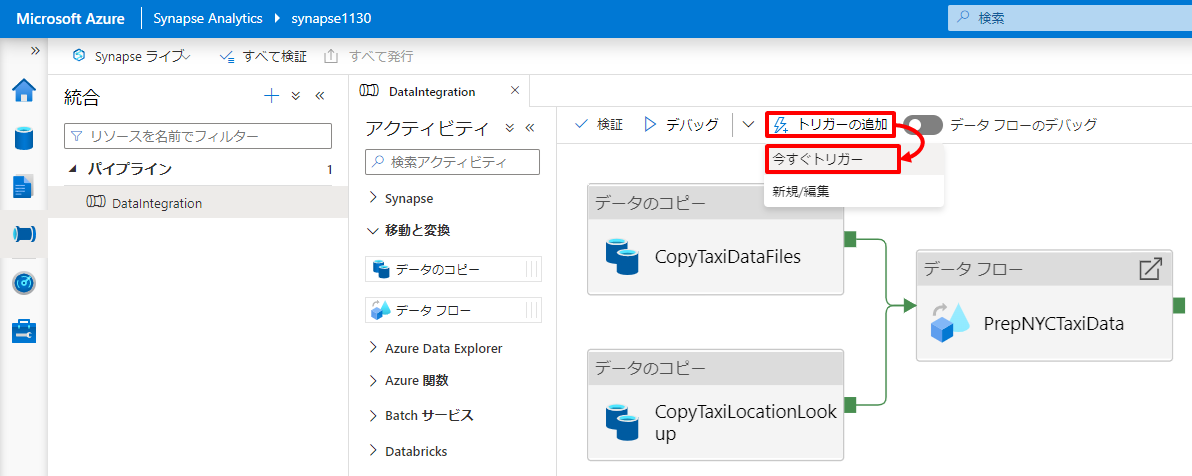 Microsoft Azure
Synapse Analytics
synapse1130
検索
Synapse ライブ
すべて検証
すべて発行
統合
リソースを名前でフィルター
パイプライン
1
DataIntegration
DataIntegration
アクティビティ
検索アクティビティ
Synapse
移動と変換
データのコピー
データ フロー
Azure Data Explorer
Azure 関数
Batch サービス
Databricks
検証
デバッグ
トリガーの追加
データ フローのデバッグ
今すぐトリガー
新規/編集
データのコピー
CopyTaxiDataFiles
データ フロー
PrepNYCTaxiData
データのコピー
CopyTaxiLocationLook
up